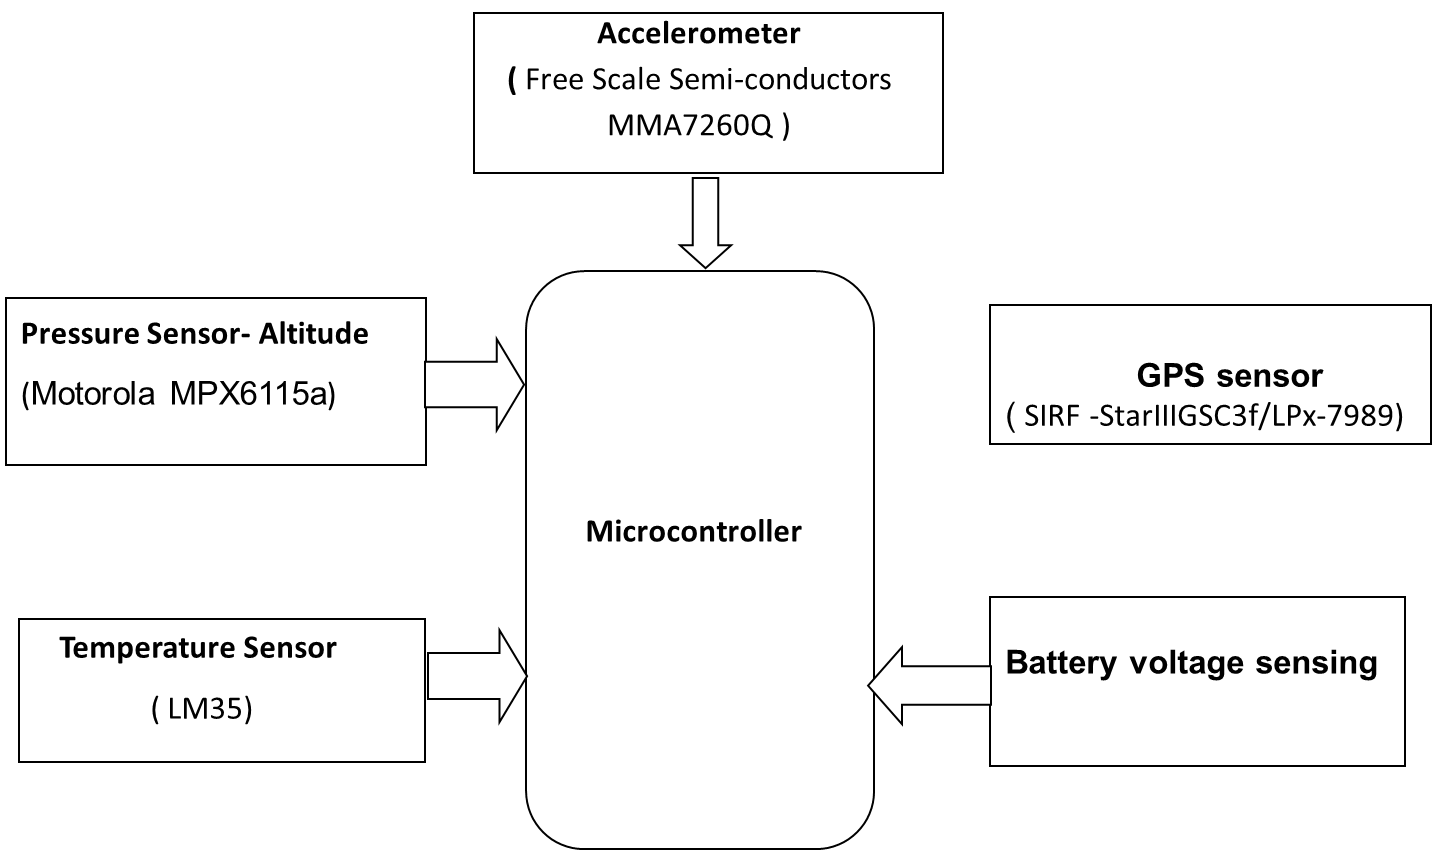 Accelerometer
( Free Scale Semi-conductors
MMA7260Q )
Pressure Sensor- Altitude
(Motorola MPX6115a)
GPS sensor
( SIRF -StarIIIGSC3f/LPx-7989)
Microcontroller
Temperature Sensor
( LM35)
Battery voltage sensing